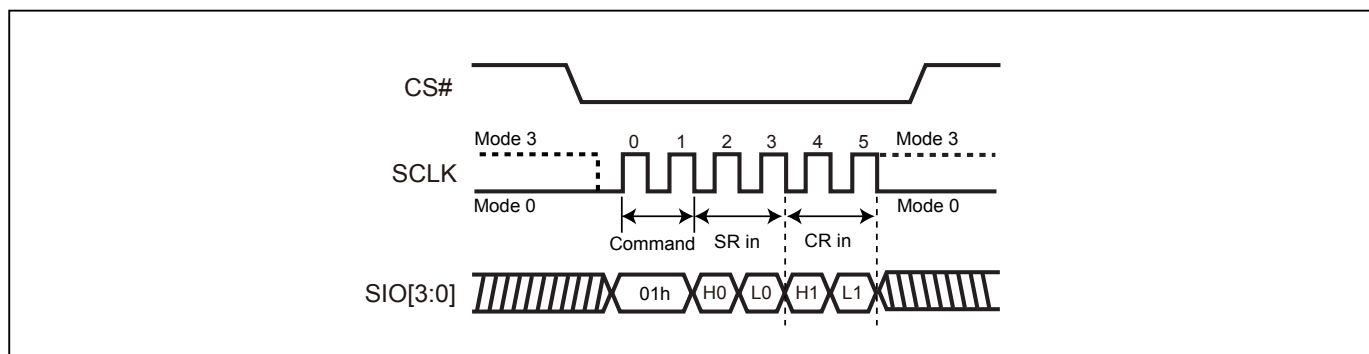 CS#
Mode 3 0 1 2 3 4 5 Mode 3
SCLK
Mode 0 Mode 0
Command SR in CR in
SIO[3:0] 01h H0 L0 H1 L1